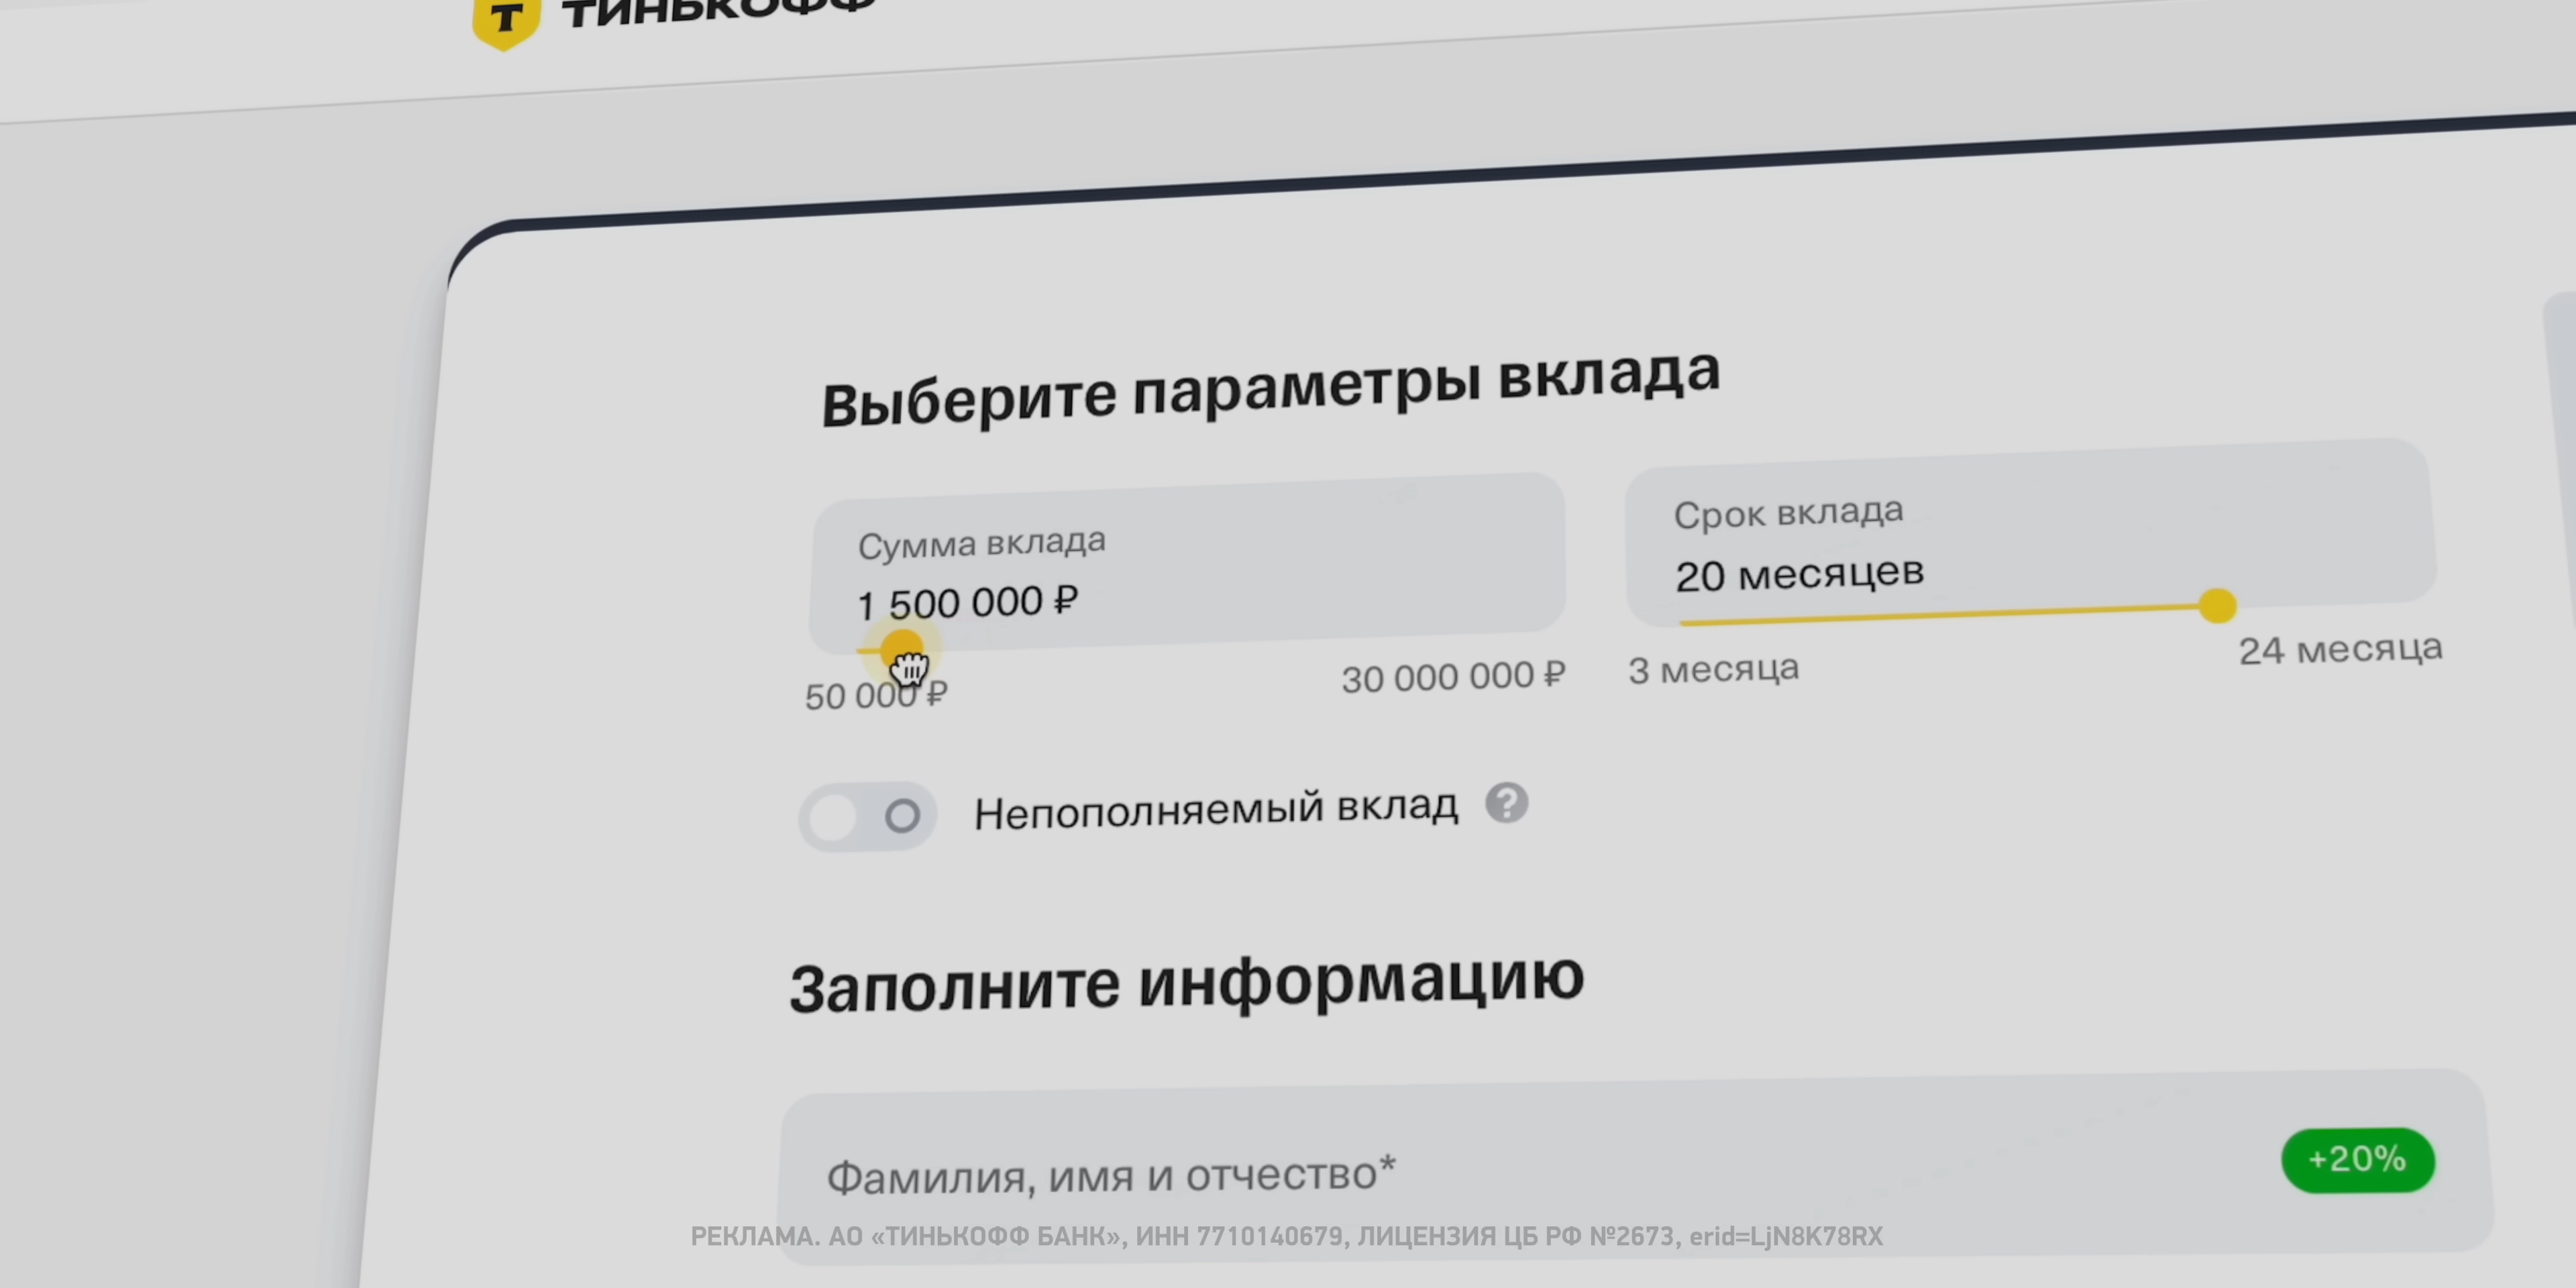 Т ТИНЬКОФФ
Выберите параметры вклада
Сумма вклада
1 500 000 ₽
50 000 ₽
30 000 000 ₽
Срок вклада
20 месяцев
3 месяца
24 месяца
Непополняемый вклад ?
Заполните информацию
Фамилия, имя и отчество*
+20%
РЕКЛАМА. АО «ТИНЬКОФФ БАНК», ИНН 7710140679, ЛИЦЕНЗИЯ ЦБ РФ №2673, erid=LjN8K78RX